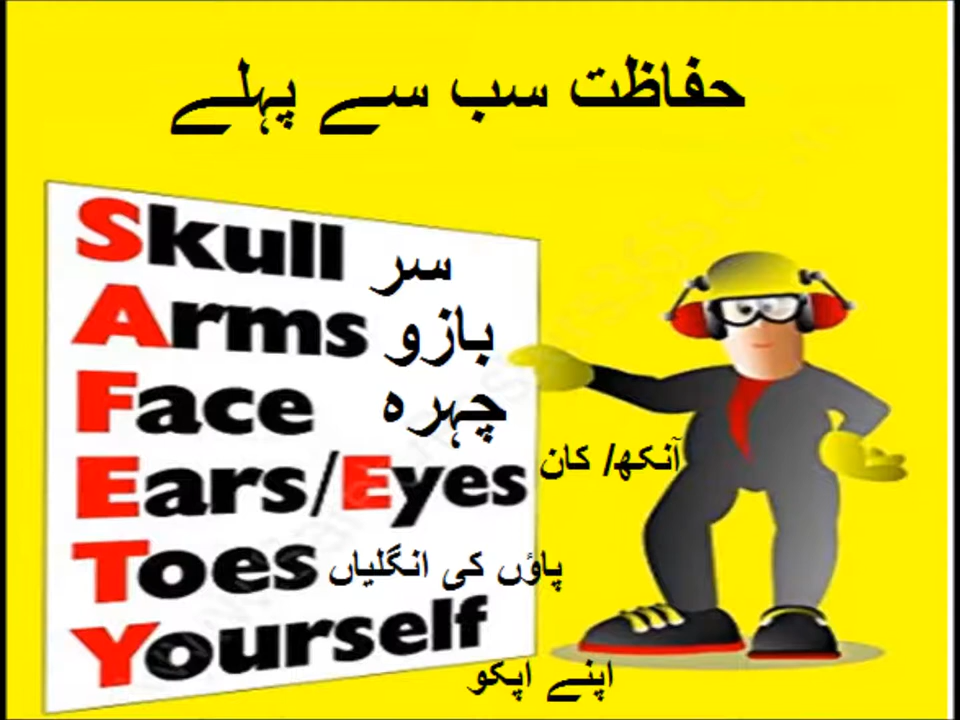 حفاظت سب سے پہلے
Skull سر
Arms بازو
Face چہرہ
Ears/Eyes آنکھ/ کان
Toes پاؤں کی انگلیاں
Yourself
اپنے اپکو